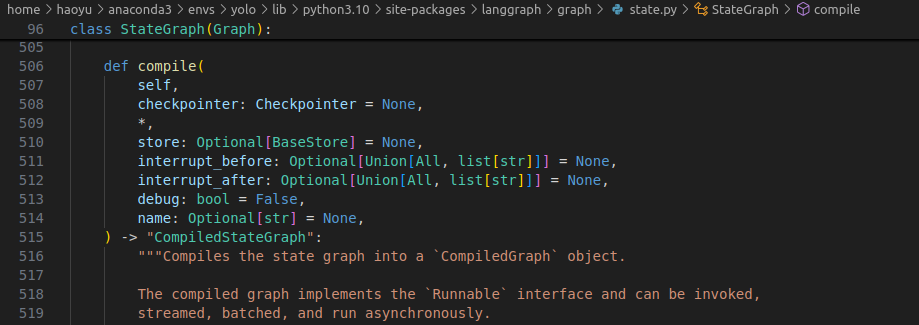 home > haoyu > anaconda3 > envs > yolo > lib > python3.10 > site-packages > langgraph > graph > state.py > StateGraph > compile
96 class StateGraph(Graph):
505
506     def compile(
507         self,
508         checkpointer: Checkpointer = None,
509         *,
510         store: Optional[BaseStore] = None,
511         interrupt_before: Optional[Union[All, list[str]]] = None,
512         interrupt_after: Optional[Union[All, list[str]]] = None,
513         debug: bool = False,
514         name: Optional[str] = None,
515     ) -> "CompiledStateGraph":
516         """Compiles the state graph into a `CompiledGraph` object.
517
518         The compiled graph implements the `Runnable` interface and can be invoked,
519         streamed, batched, and run asynchronously.